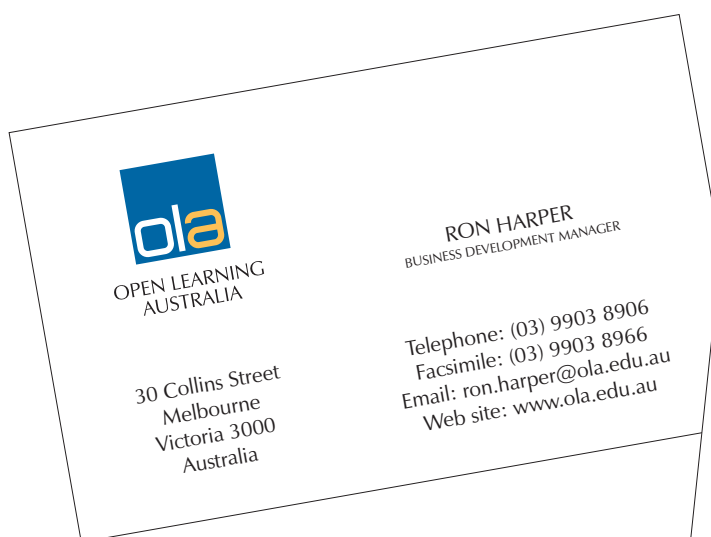 ola
OPEN LEARNING
AUSTRALIA
30 Collins Street
Melbourne
Victoria 3000
Australia
RON HARPER
BUSINESS DEVELOPMENT MANAGER
Telephone: (03) 9903 8906
Facsimile: (03) 9903 8966
Email: ron.harper@ola.edu.au
Web site: www.ola.edu.au